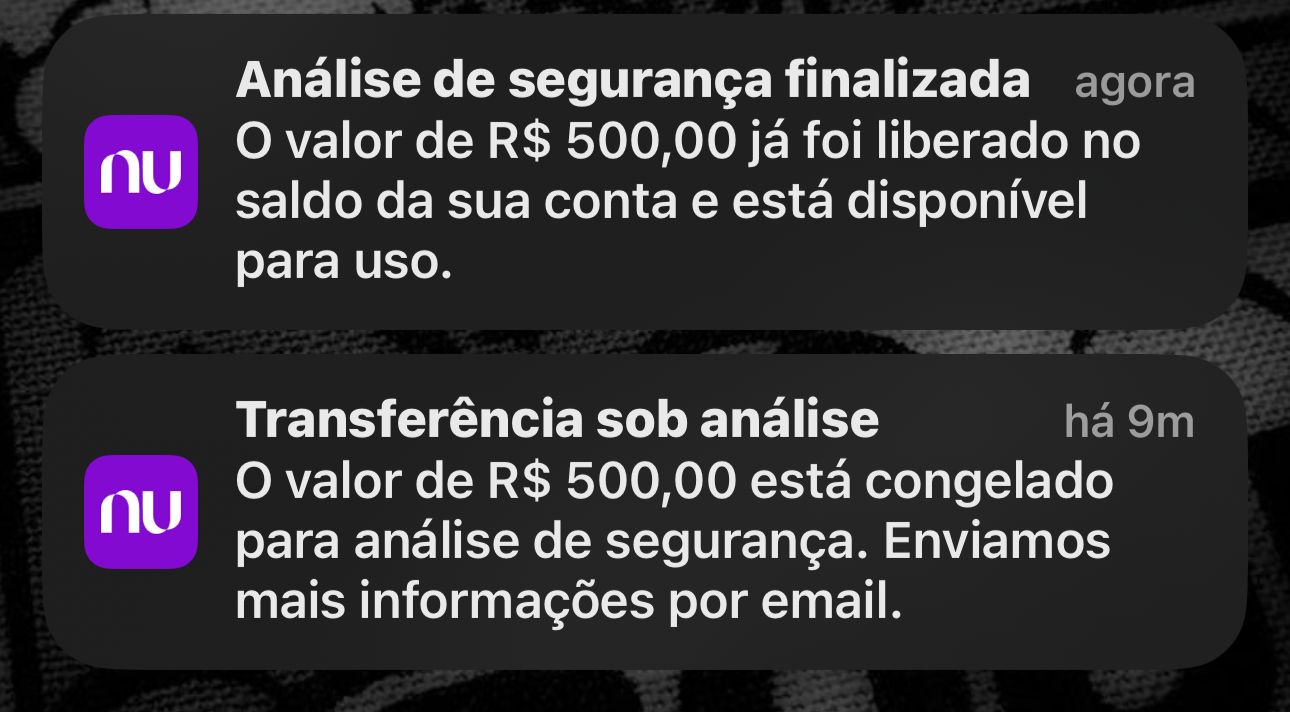 Análise de segurança finalizada agora
O valor de R$ 500,00 já foi liberado no
saldo da sua conta e está disponível
para uso.
nu
Transferência sob análise há 9m
O valor de R$ 500,00 está congelado
para análise de segurança. Enviamos
mais informações por email.
nu